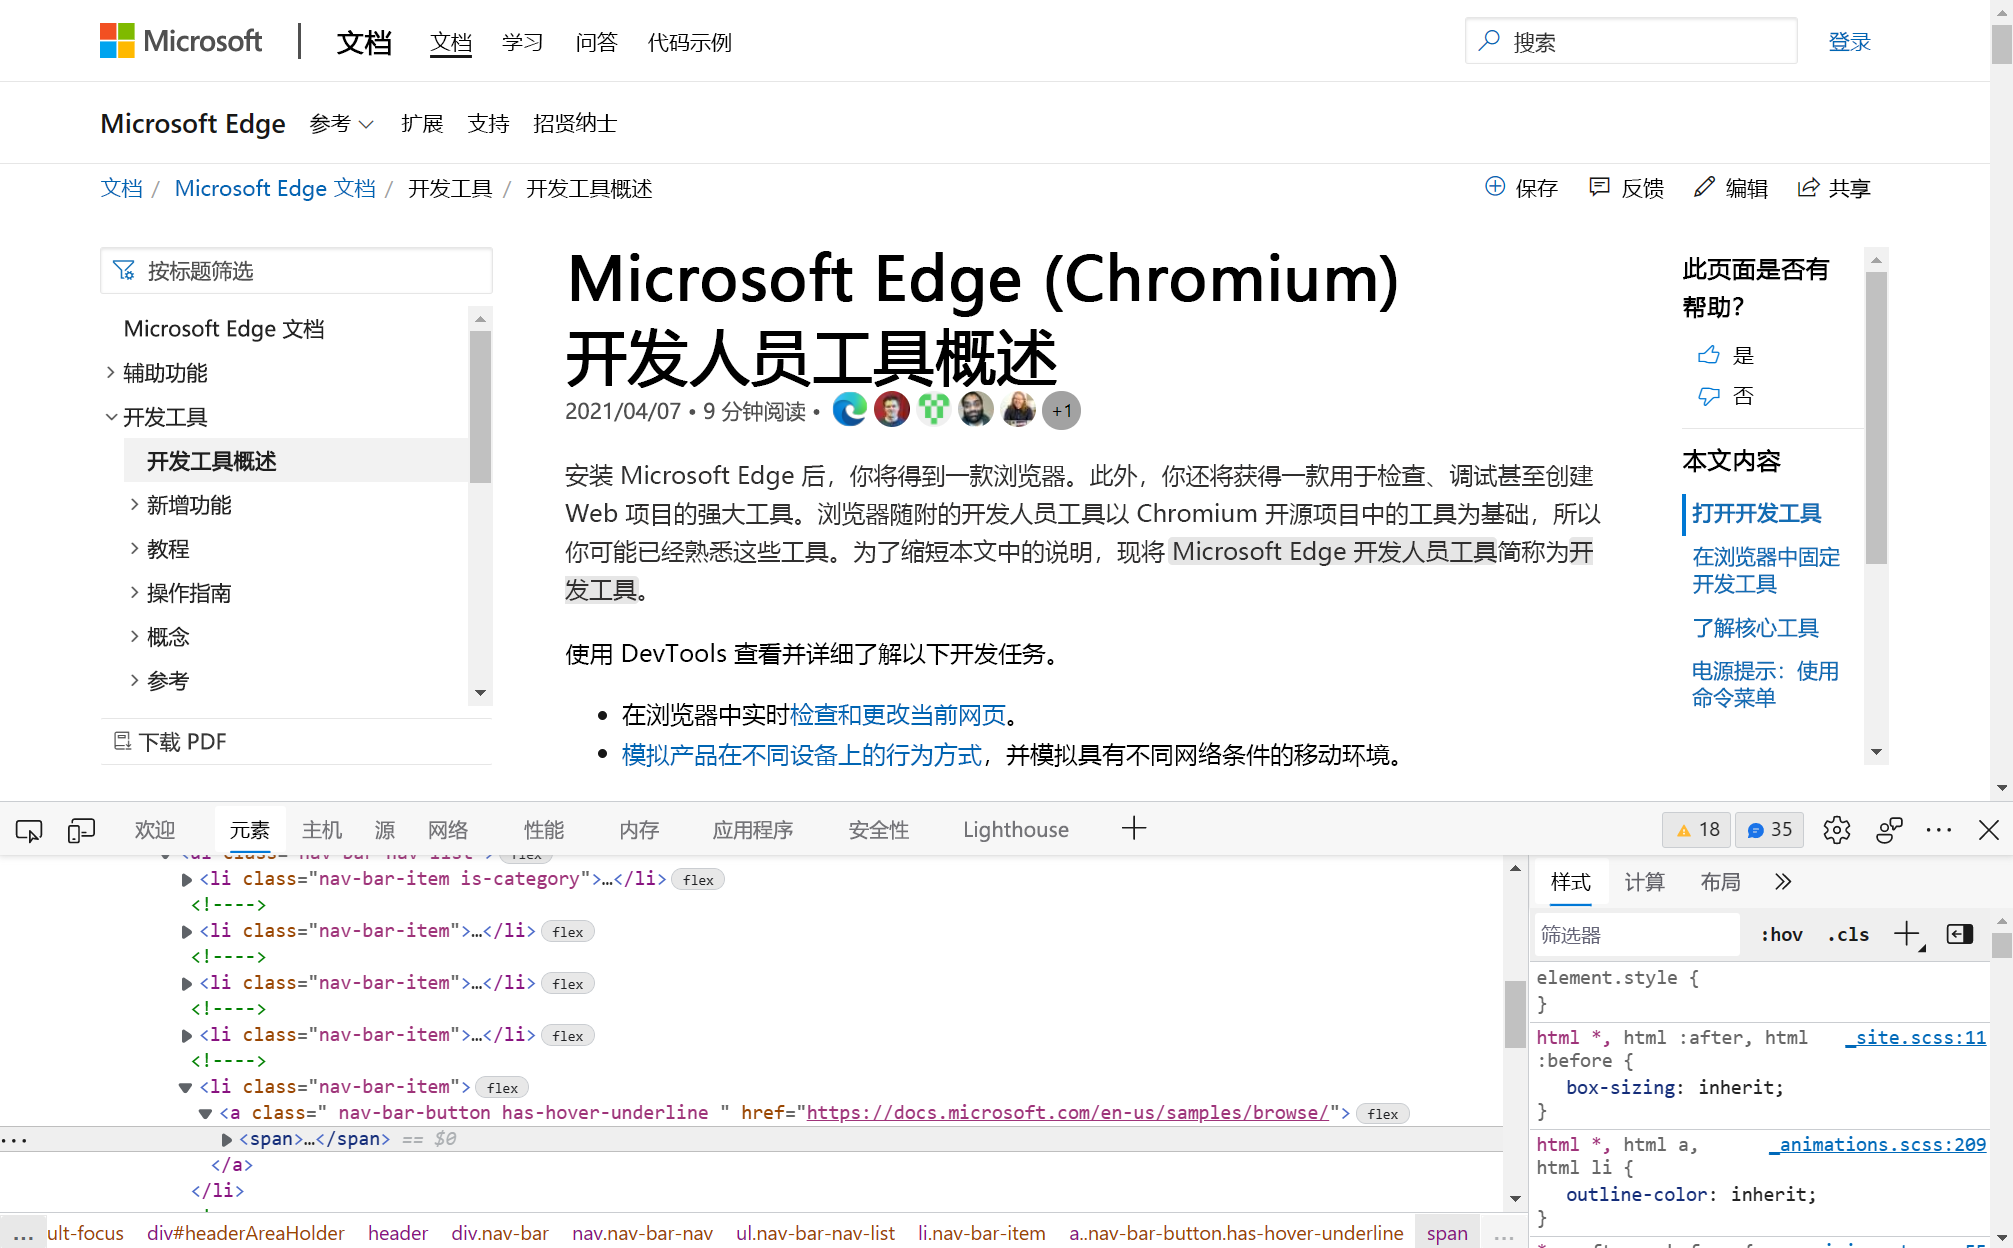 Microsoft 文档 文档 学习 问答 代码示例 搜索 登录
Microsoft Edge 参考 扩展 支持 招贤纳士
文档 / Microsoft Edge 文档 / 开发工具 / 开发工具概述
保存 反馈 编辑 共享
按标题筛选
Microsoft Edge 文档
辅助功能
开发工具
开发工具概述
新增功能
教程
操作指南
概念
参考
下载 PDF
Microsoft Edge (Chromium)
开发人员工具概述
2021/04/07 • 9 分钟阅读 • +1
安装 Microsoft Edge 后，你将得到一款浏览器。此外，你还将获得一款用于检查、调试甚至创建
Web 项目的强大工具。浏览器随附的开发人员工具以 Chromium 开源项目中的工具为基础，所以
你可能已经熟悉这些工具。为了缩短本文中的说明，现将 Microsoft Edge 开发人员工具简称为开
发工具。
使用 DevTools 查看并详细了解以下开发任务。
• 在浏览器中实时检查和更改当前网页。
• 模拟产品在不同设备上的行为方式，并模拟具有不同网络条件的移动环境。
此页面是否有
帮助？
是
否
本文内容
打开开发工具
在浏览器中固定
开发工具
了解核心工具
电源提示：使用
命令菜单
欢迎 元素 主机 源 网络 性能 内存 应用程序 安全性 Lighthouse 18 35
<ul class="nav-bar-nav-list"> flex
<li class="nav-bar-item is-category">…</li> flex
<!---->
<li class="nav-bar-item">…</li> flex
<!---->
<li class="nav-bar-item">…</li> flex
<!---->
<li class="nav-bar-item">…</li> flex
<!---->
<li class="nav-bar-item"> flex
<a class=" nav-bar-button has-hover-underline " href="https://docs.microsoft.com/en-us/samples/browse/"> flex
<span>…</span> == $0
</a>
</li>
... ult-focus div#headerAreaHolder header div.nav-bar nav.nav-bar-nav ul.nav-bar-nav-list li.nav-bar-item a..nav-bar-button.has-hover-underline span ...
样式 计算 布局
筛选器 :hov .cls
element.style {
}
html *, html :after, html _site.scss:11
:before {
box-sizing: inherit;
}
html *, html a, _animations.scss:209
html li {
outline-color: inherit;
}